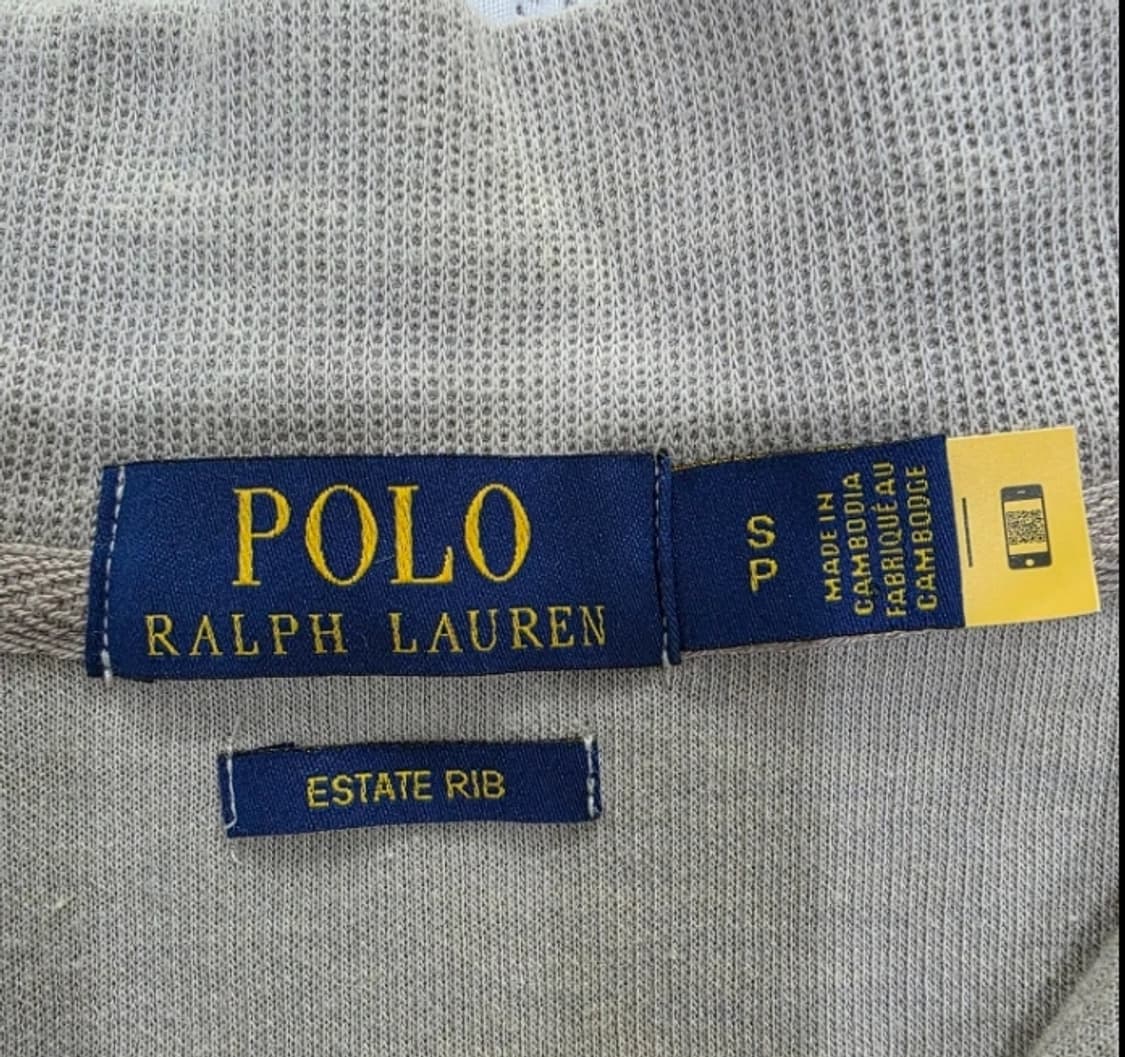 POLO
RALPH LAUREN
S
P
MADE IN
CAMBODIA
FABRIQUÉ AU
CAMBODGE
ESTATE RIB